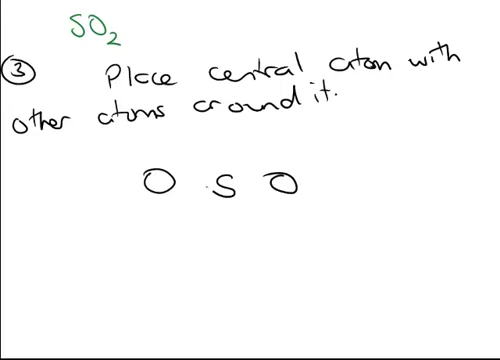 SO₂
③ Place central atom with
other atoms around it.
O S O